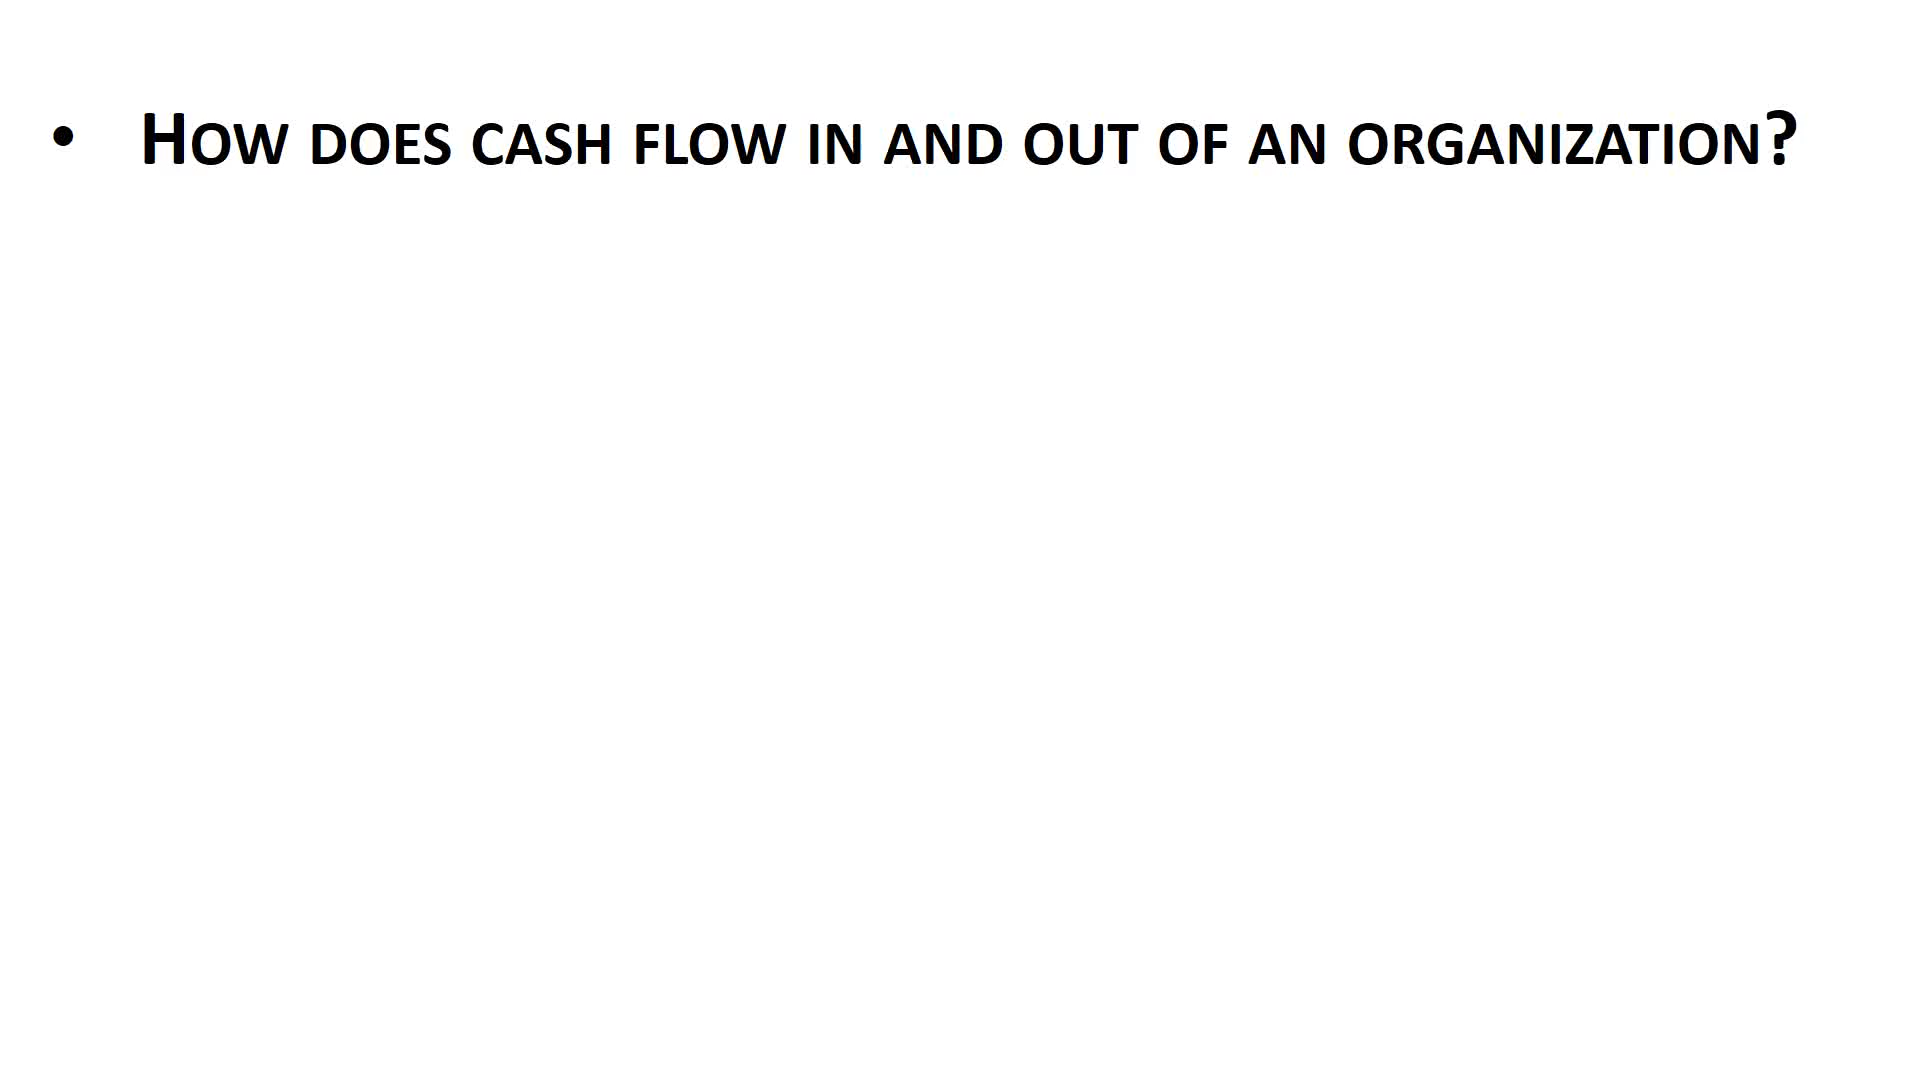 • How does cash flow in and out of an organization?